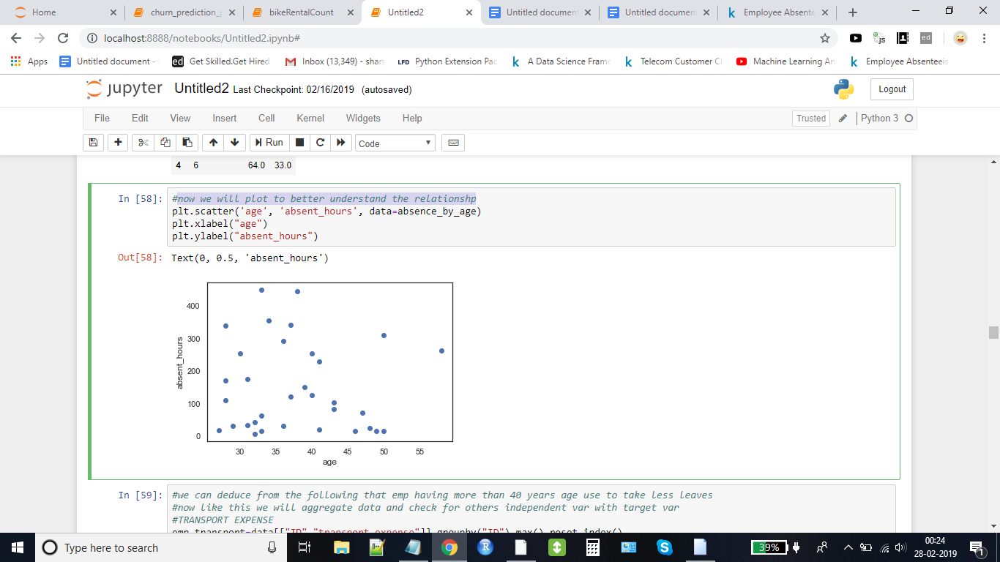 Home
churn_prediction_p
bikeRentalCount
Untitled2
Untitled document
Untitled document
Employee Absente
localhost:8888/notebooks/Untitled2.ipynb#
js
ed
Apps
Untitled document -
ed Get Skilled.Get Hired
Inbox (13,349) - shars
LFD Python Extension Pac
k A Data Science Frame
k Telecom Customer Ch
Machine Learning An
k Employee Absenteeis
jupyter Untitled2 Last Checkpoint: 02/16/2019 (autosaved)
Logout
File Edit View Insert Cell Kernel Widgets Help
Trusted
Python 3
Run
Code
4 6 64.0 33.0
In [58]: #now we will plot to better understand the relationshp
plt.scatter('age', 'absent_hours', data=absence_by_age)
plt.xlabel("age")
plt.ylabel("absent_hours")
Out[58]: Text(0, 0.5, 'absent_hours')
400
300
200
100
0
absent_hours
30 35 40 45 50 55
age
In [59]: #we can deduce from the following that emp having more than 40 years age use to take less leaves
#now like this we will aggregate data and check for others independent var with target var
#TRANSPORT EXPENSE
emp_transport=data[["ID","transport_expense"]].groupby("ID").max().reset_index()
Type here to search
39%
00:24
28-02-2019
1